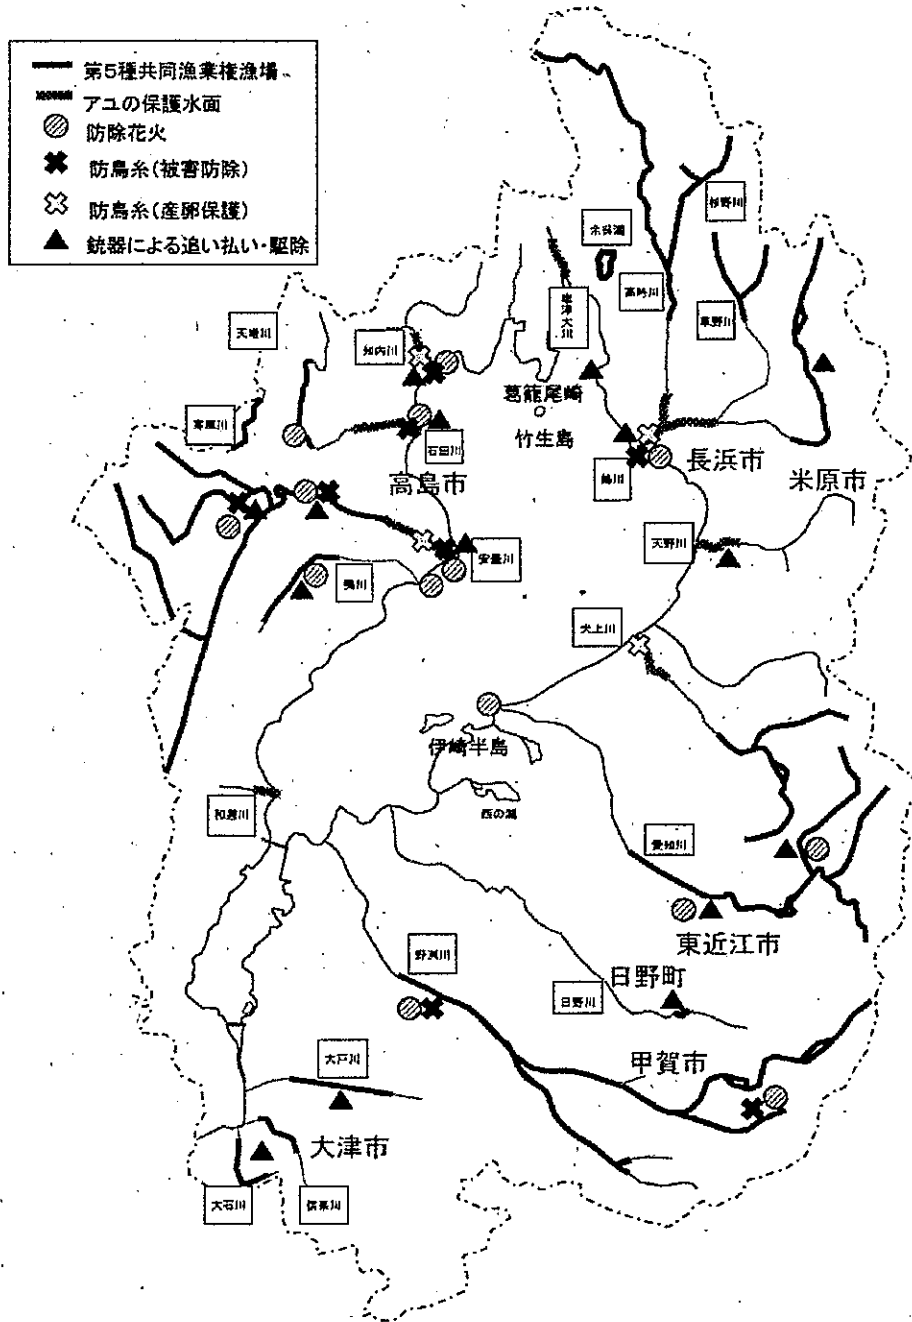 第5種共同漁業権漁場
アユの保護水面
防除花火
防鳥糸(被害防除)
防鳥糸(産卵保護)
銃器による追い払い・駆除
杉野川
余呉湖
高時川
草野川
塩津大川
天増川
知内川
葛籠尾崎
寒風川
竹生島
石田川
長浜市
高島市
姉川
米原市
天野川
安曇川
鴨川
犬上川
伊崎半島
西の湖
和邇川
愛知川
東近江市
野洲川
日野町
日野川
甲賀市
大戸川
大津市
大石川
信楽川